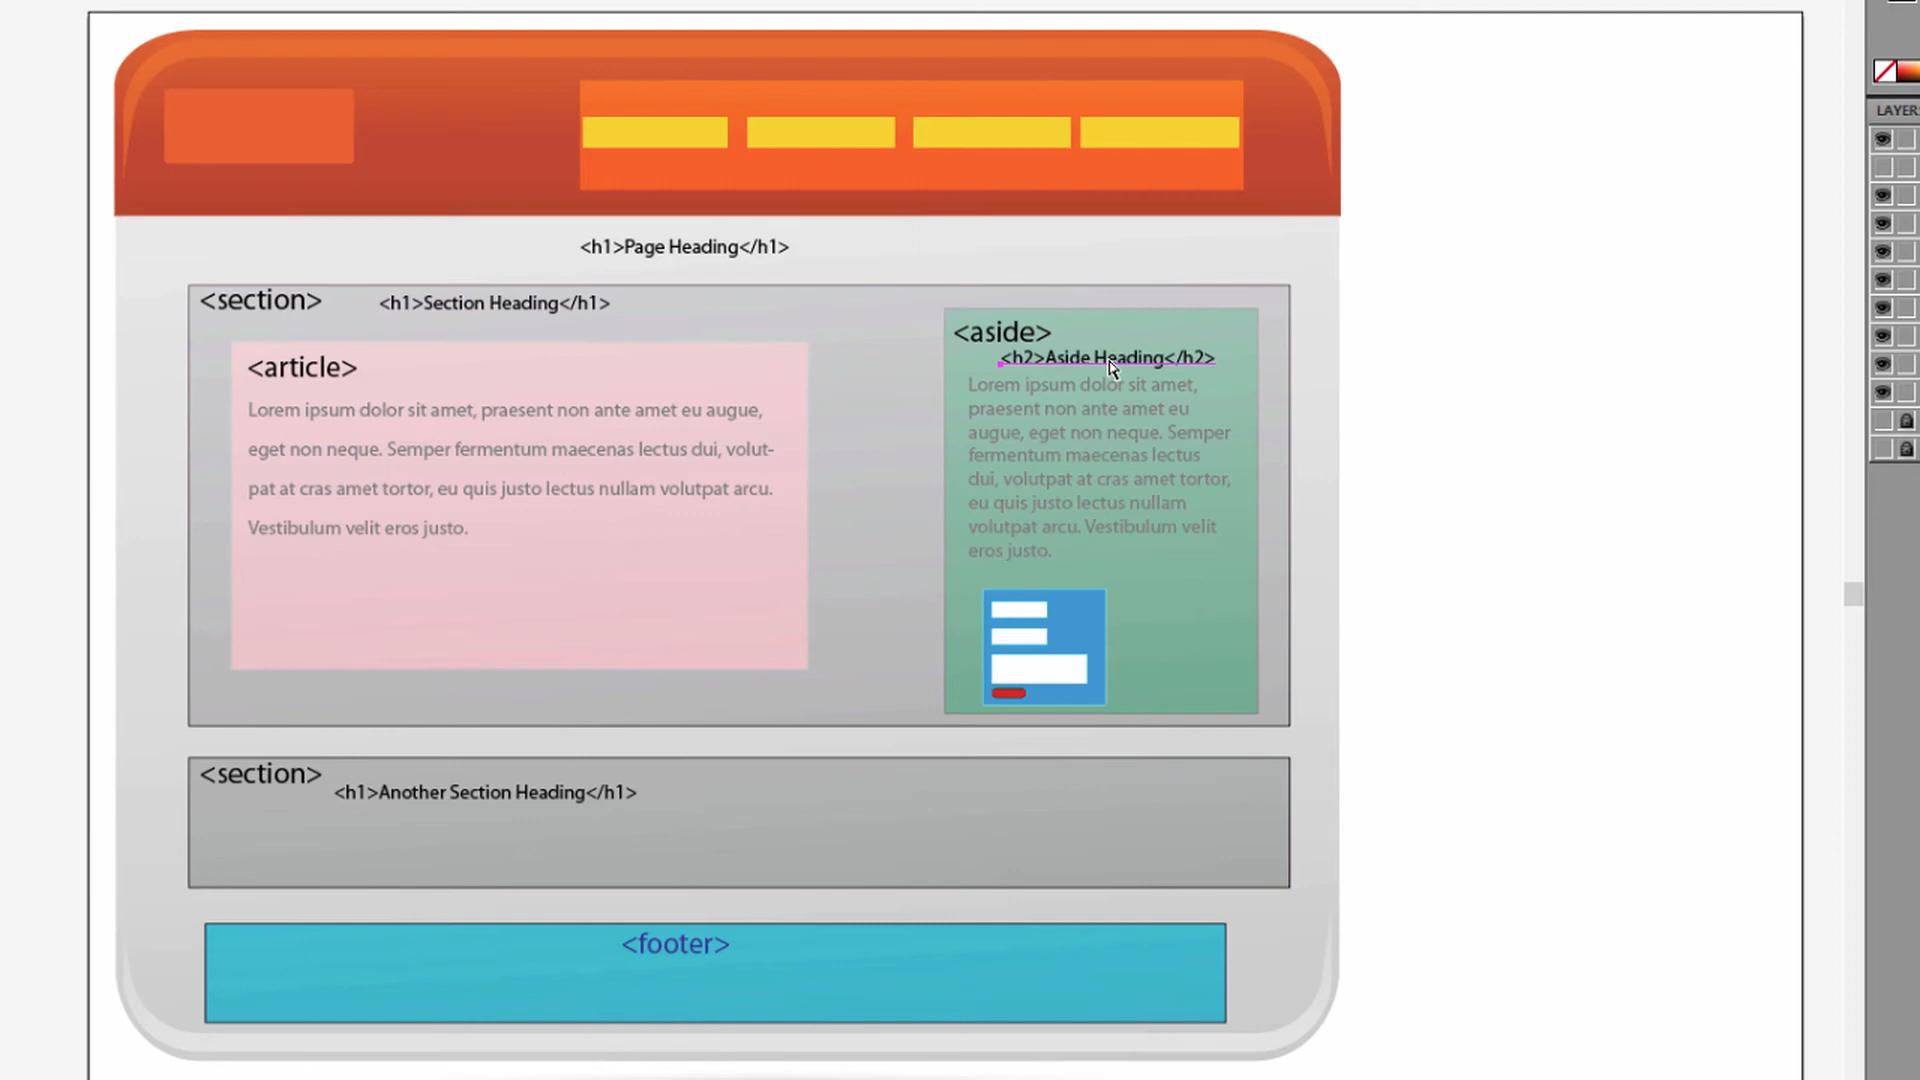 LAYER
<h1>Page Heading</h1>
<section>
<h1>Section Heading</h1>
<article>
Lorem ipsum dolor sit amet, praesent non ante amet eu augue,
eget non neque. Semper fermentum maecenas lectus dui, volut-
pat at cras amet tortor, eu quis justo lectus nullam volutpat arcu.
Vestibulum velit eros justo.
<aside>
<h2>Aside Heading</h2>
Lorem ipsum dolor sit amet,
praesent non ante amet eu
augue, eget non neque. Semper
fermentum maecenas lectus
dui, volutpat at cras amet tortor,
eu quis justo lectus nullam
volutpat arcu. Vestibulum velit
eros justo.
<section>
<h1>Another Section Heading</h1>
<footer>